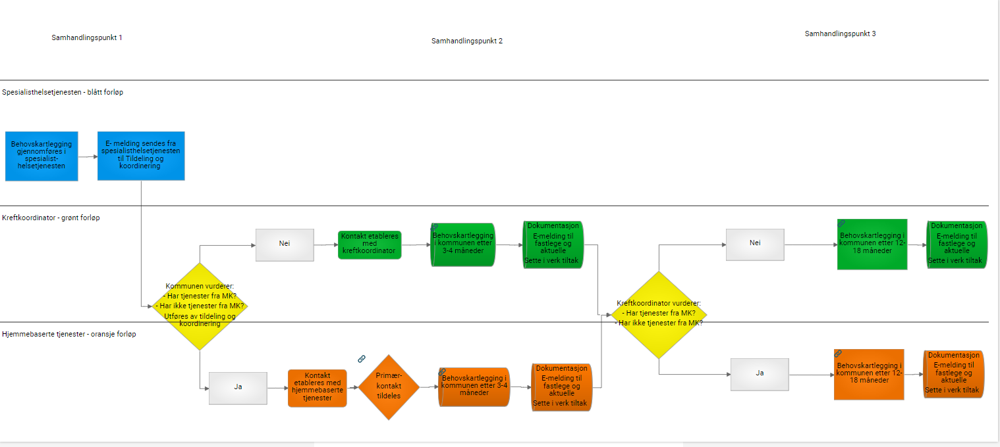 Samhandlingspunkt 1
Samhandlingspunkt 2
Samhandlingspunkt 3
Spesialisthelsetjenesten - blått forløp
Behovskartlegging
gjennomføres i
spesialist-
helsetjenesten
E- melding sendes fra
spesialisthelsetjenesten
til Tildeling og
koordinering
Kreftkoordinator - grønt forløp
Nei
Kontakt etableres
med
kreftkoordinator
Behovskartlegging
i kommunen etter
3-4 måneder
Dokumentasjon
E-melding til
fastlege og
aktuelle
Sette i verk tiltak
Nei
Behovskartlegging i
kommunen etter 12-
18 måneder
Dokumentasjon
E-melding til
fastlege og
aktuelle
Sette i verk tiltak
Kommunen vurderer:
- Har tjenester fra MK?
- Har ikke tjenester fra MK?
Utføres av tildeling og
koordinering
Kreftkoordinator vurderer:
- Har tjenester fra MK?
- Har ikke tjenester fra MK?
Hjemmebaserte tjenester - oransje forløp
Ja
Kontakt
etableres med
hjemmebaserte
tjenester
Primær-
kontakt
tildeles
Behovskartlegging i
kommunen etter 3-4
måneder
Dokumentasjon
E-melding til
fastlege og
aktuelle
Sette i verk tiltak
Ja
Behovskartlegging i
kommunen etter 12-
18 måneder
Dokumentasjon
E-melding til
fastlege og
aktuelle
Sette i verk tiltak